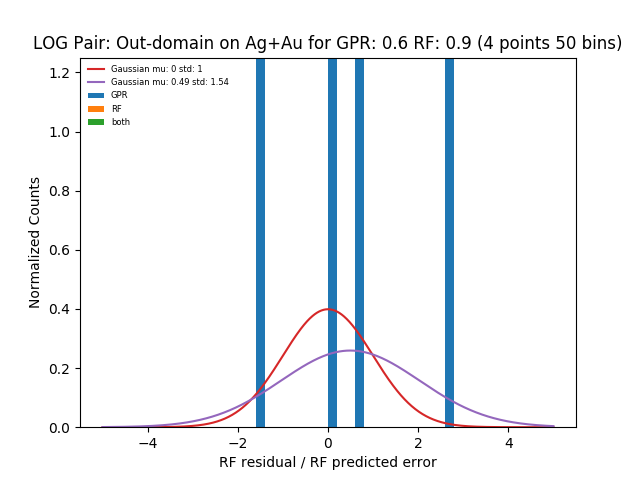 LOG Pair: Out-domain on Ag+Au for GPR: 0.6 RF: 0.9 (4 points 50 bins)
Gaussian mu: 0 std: 1
Gaussian mu: 0.49 std: 1.54
GPR
RF
both
Normalized Counts
1.2
1.0
0.8
0.6
0.4
0.2
0.0
−4 −2 0 2 4
RF residual / RF predicted error